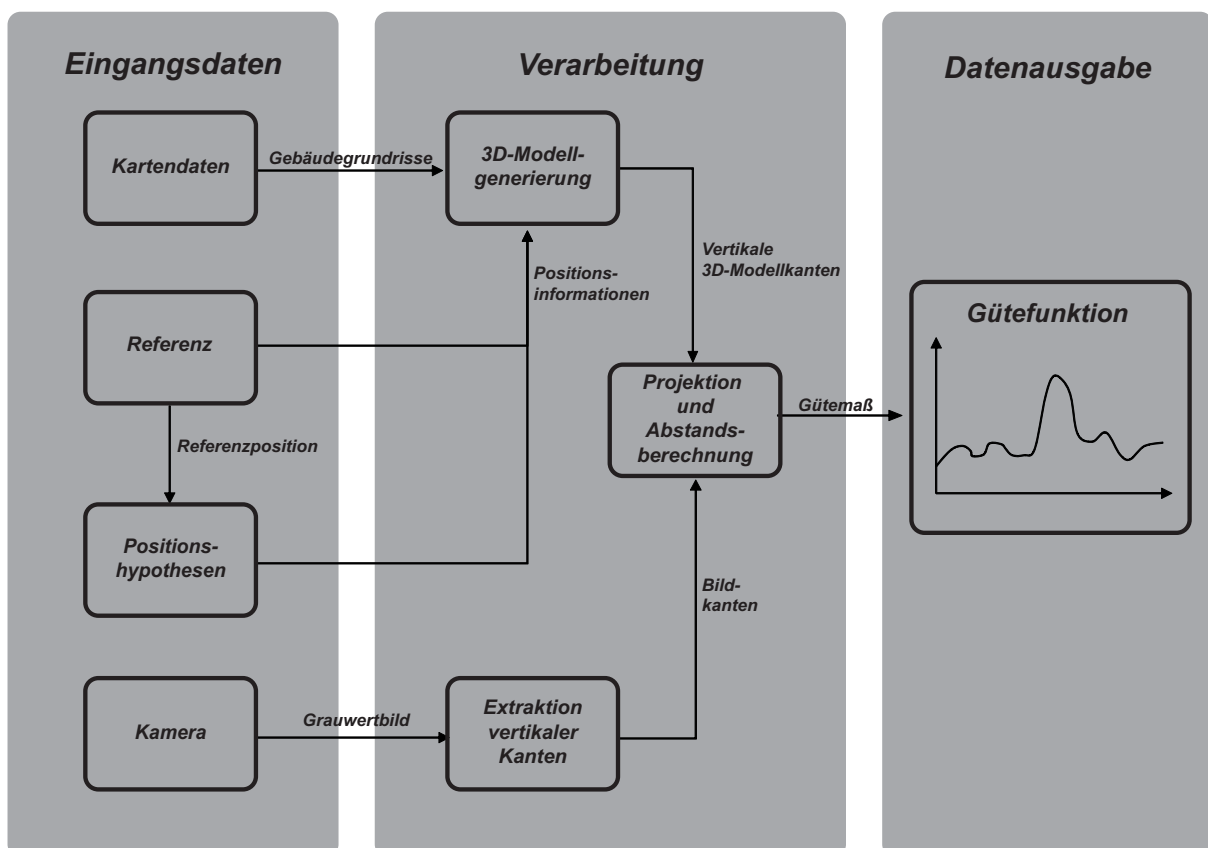 Eingangsdaten
Kartendaten
Gebäudegrundrisse
Referenz
Referenzposition
Positions-
hypothesen
Kamera
Grauwertbild
Verarbeitung
3D-Modell-
generierung
Positions-
informationen
Vertikale
3D-Modellkanten
Projektion
und
Abstands-
berechnung
Bild-
kanten
Extraktion
vertikaler
Kanten
Gütemaß
Datenausgabe
Gütefunktion